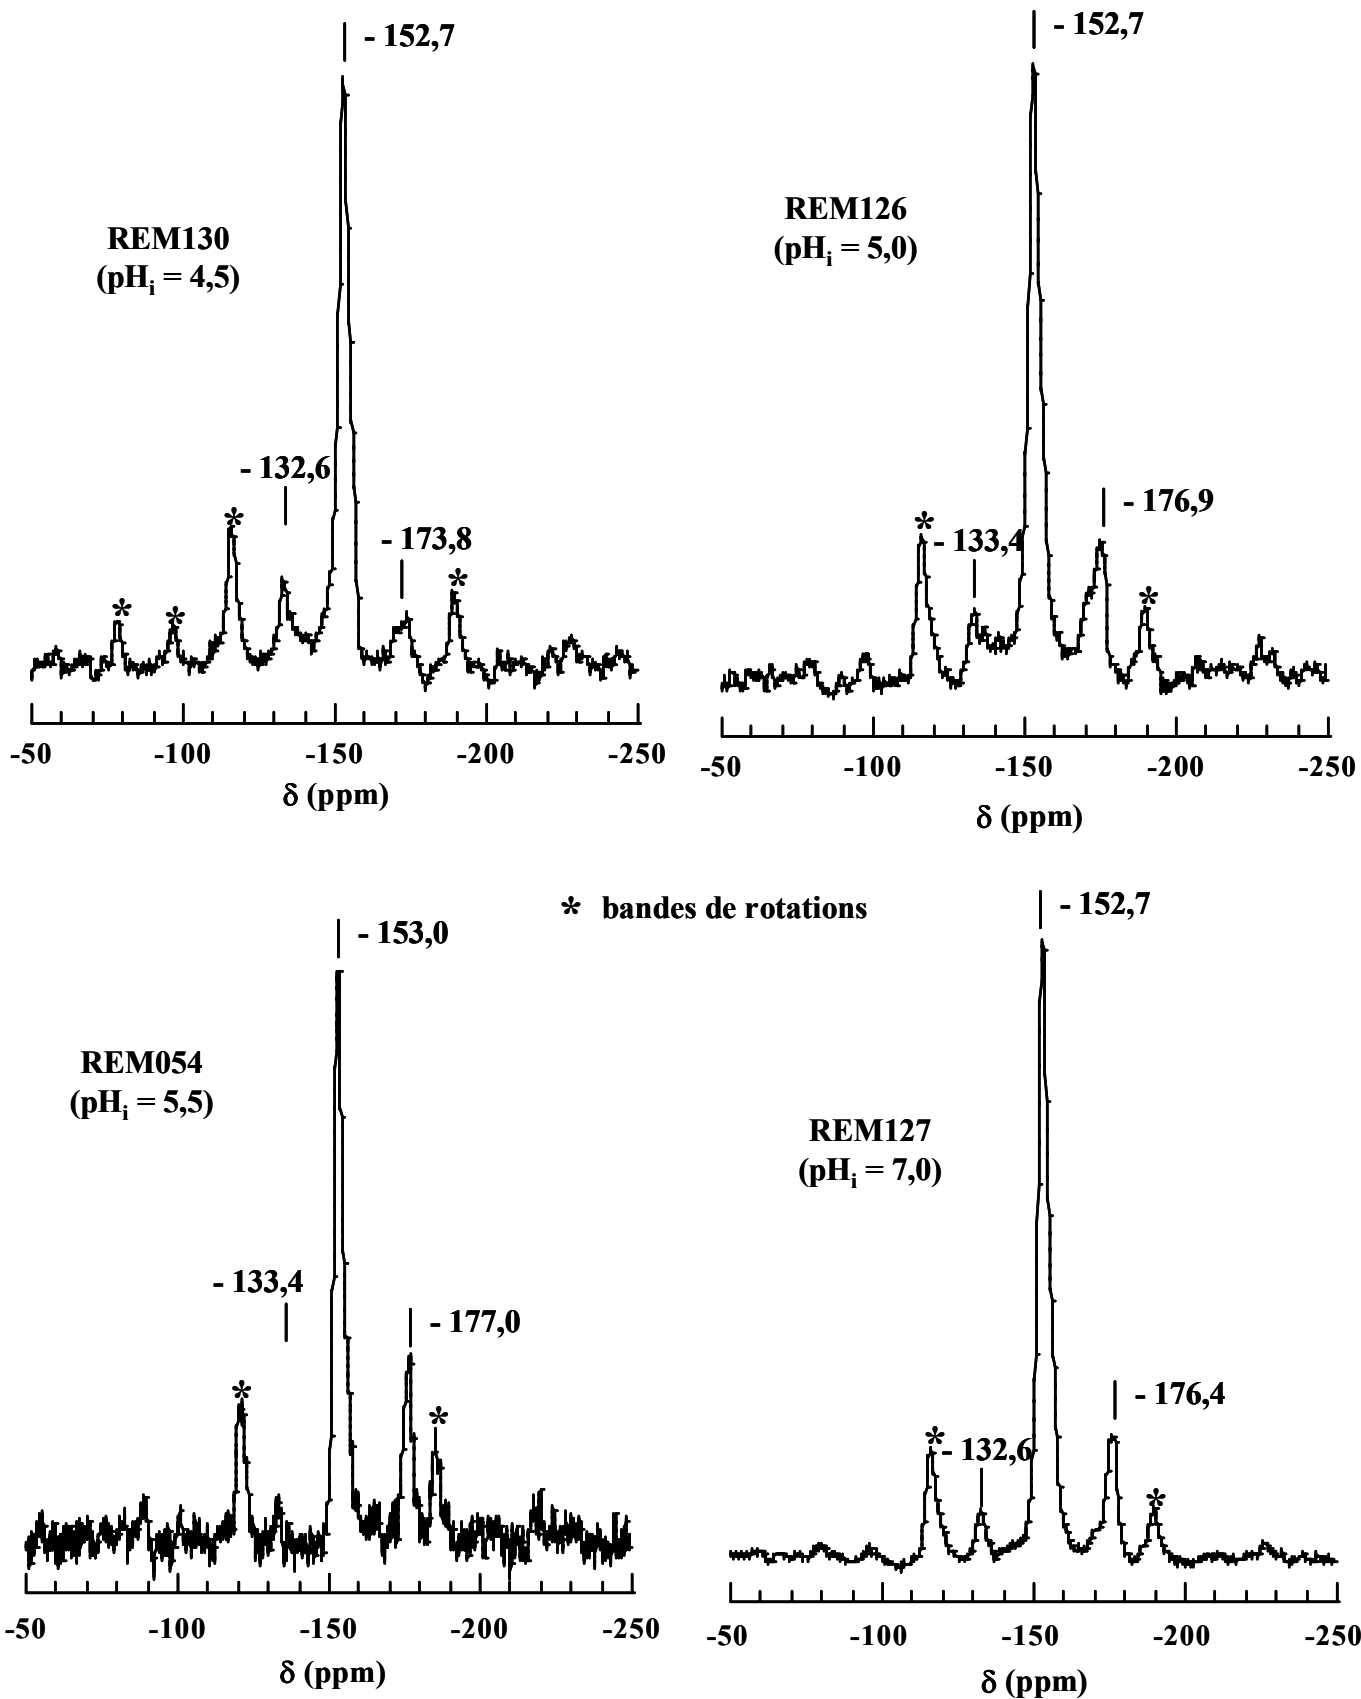 - 152,7
REM130
(pHi = 4,5)
- 132,6
- 173,8
* * * *
-50 -100 -150 -200 -250
δ (ppm)
- 152,7
REM126
(pHi = 5,0)
- 176,9
- 133,4
* *
-50 -100 -150 -200 -250
δ (ppm)
* bandes de rotations
- 153,0
REM054
(pHi = 5,5)
- 133,4
- 177,0
* *
-50 -100 -150 -200 -250
δ (ppm)
- 152,7
REM127
(pHi = 7,0)
- 176,4
- 132,6
* *
-50 -100 -150 -200 -250
δ (ppm)